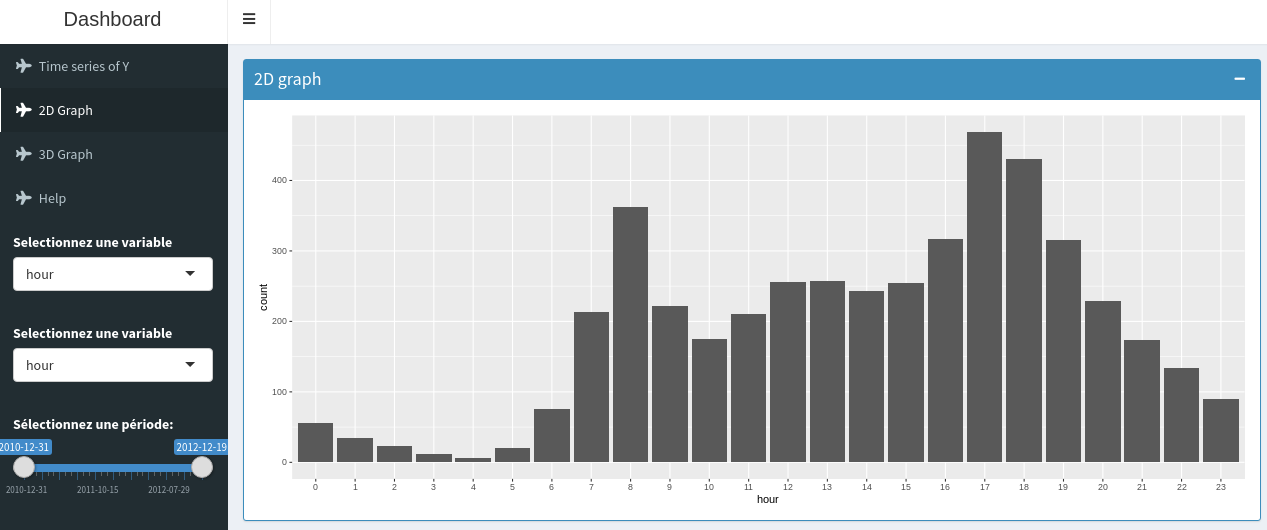 Dashboard
Time series of Y
2D Graph
3D Graph
Help
Selectionnez une variable
hour
Selectionnez une variable
hour
Sélectionnez une période:
2010-12-31 2012-12-19
2010-12-31 2011-10-15 2012-07-29
2D graph
400
300
200
100
0
count
0 1 2 3 4 5 6 7 8 9 10 11 12 13 14 15 16 17 18 19 20 21 22 23
hour